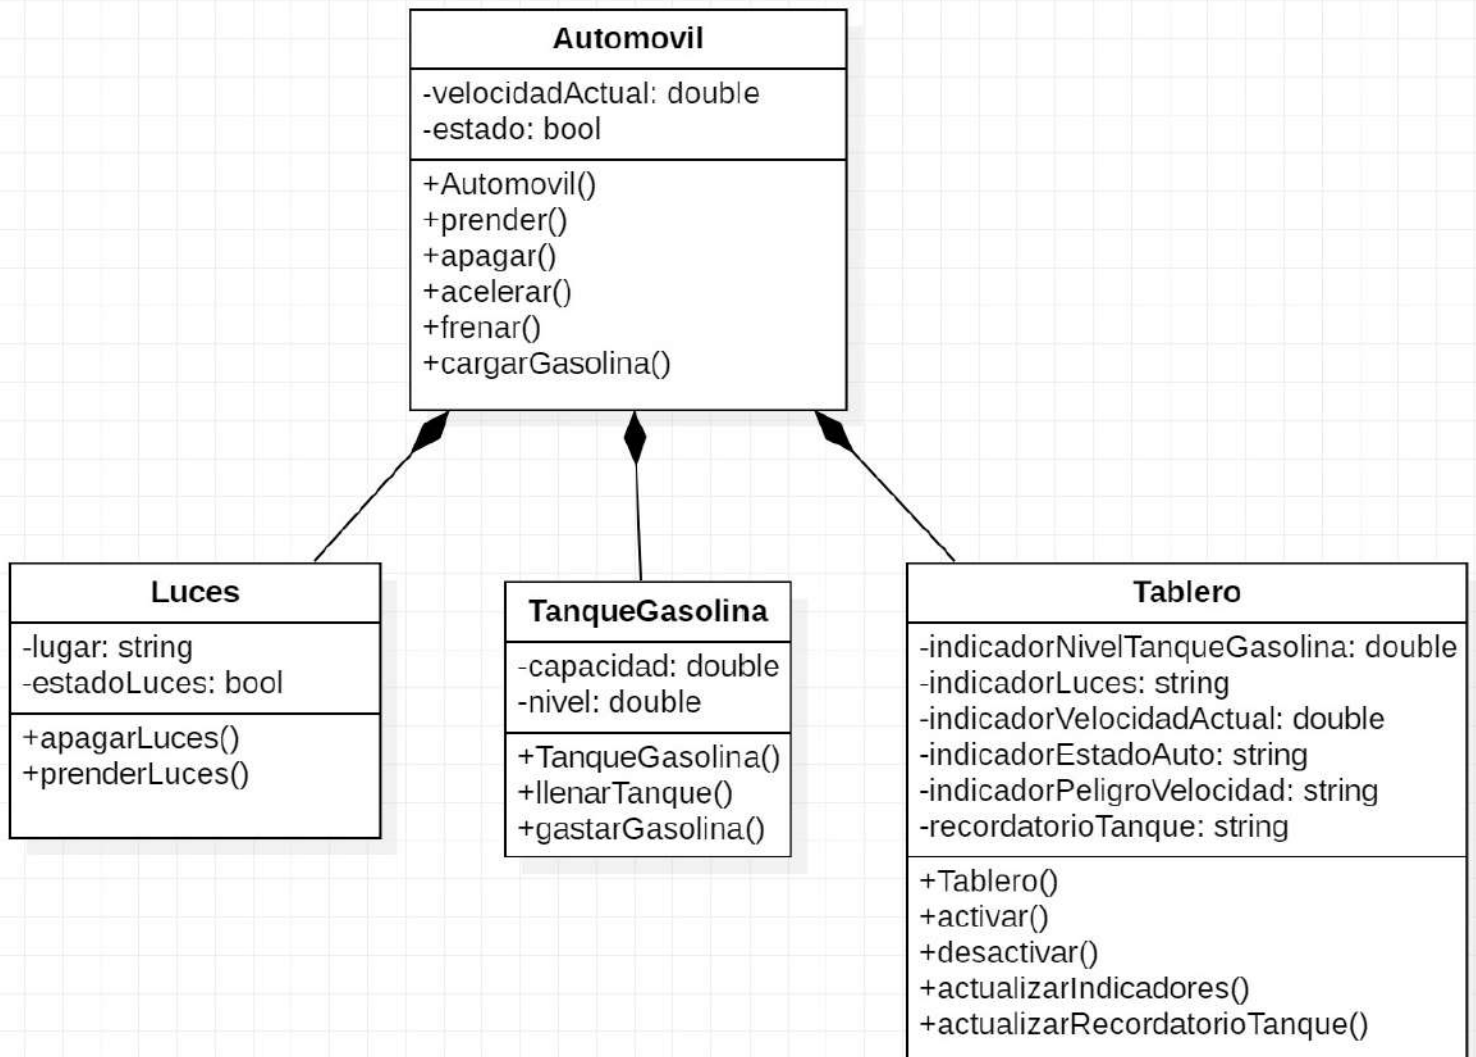 Automovil
-velocidadActual: double
-estado: bool
+Automovil()
+prender()
+apagar()
+acelerar()
+frenar()
+cargarGasolina()
Luces
-lugar: string
-estadoLuces: bool
+apagarLuces()
+prenderLuces()
TanqueGasolina
-capacidad: double
-nivel: double
+TanqueGasolina()
+llenarTanque()
+gastarGasolina()
Tablero
-indicadorNivelTanqueGasolina: double
-indicadorLuces: string
-indicadorVelocidadActual: double
-indicadorEstadoAuto: string
-indicadorPeligroVelocidad: string
-recordatorioTanque: string
+Tablero()
+activar()
+desactivar()
+actualizarIndicadores()
+actualizarRecordatorioTanque()